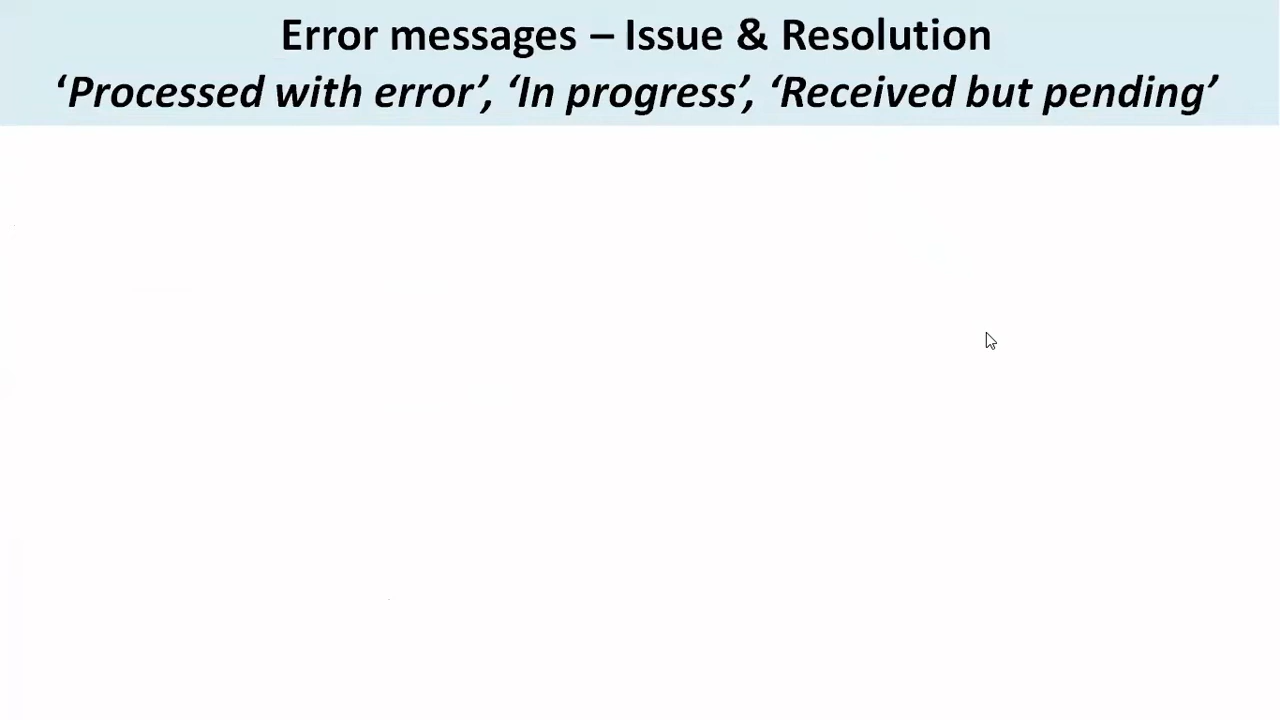 Error messages – Issue & Resolution
‘Processed with error’, ‘In progress’, ‘Received but pending’